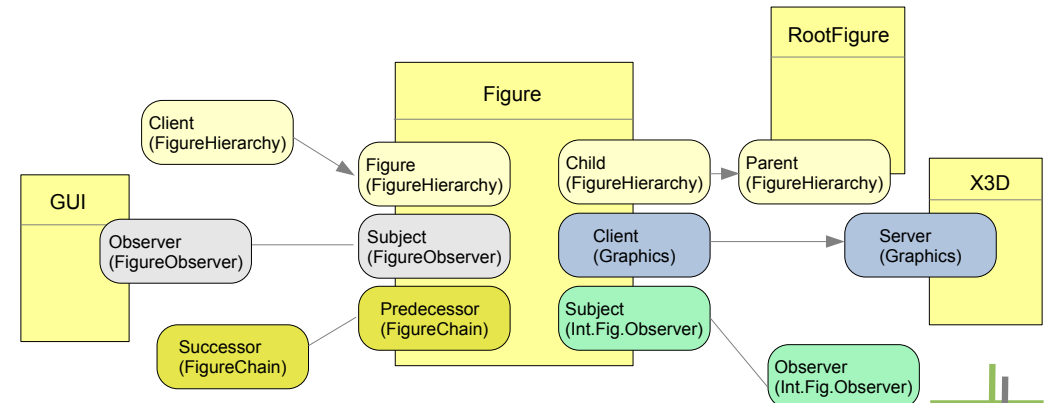 RootFigure
Figure
Client
(FigureHierarchy)
Figure
(FigureHierarchy)
Child
(FigureHierarchy)
Parent
(FigureHierarchy)
X3D
GUI
Observer
(FigureObserver)
Subject
(FigureObserver)
Client
(Graphics)
Server
(Graphics)
Predecessor
(FigureChain)
Subject
(Int.Fig.Observer)
Successor
(FigureChain)
Observer
(Int.Fig.Observer)